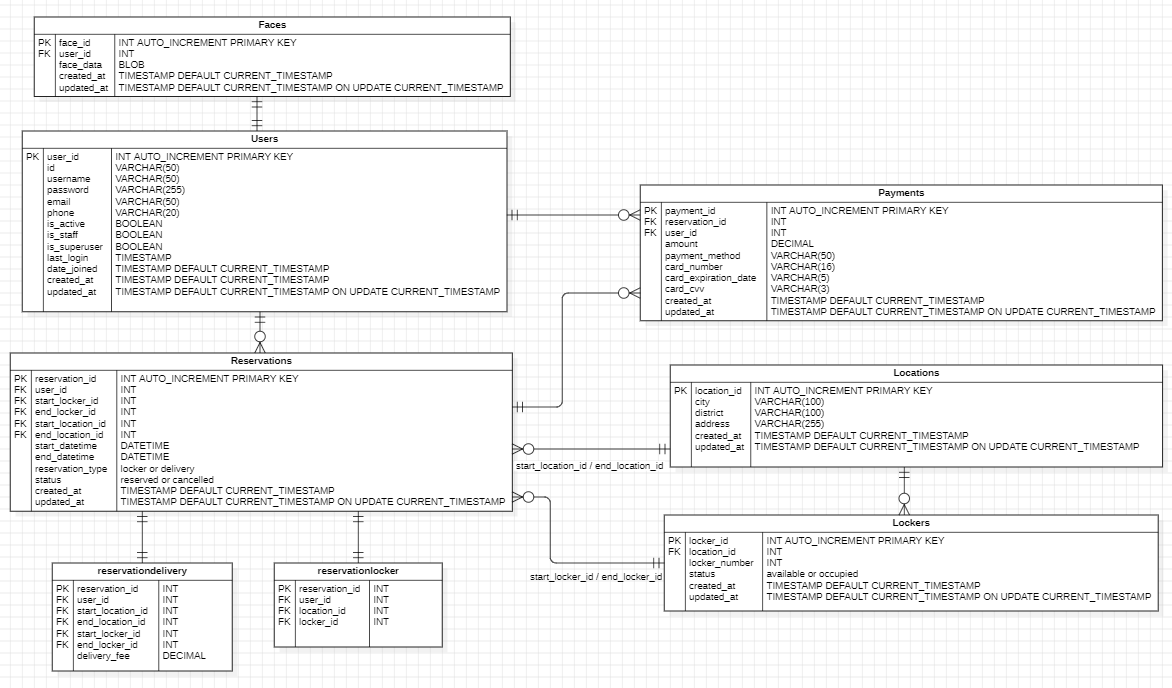 Faces
PK face_id INT AUTO_INCREMENT PRIMARY KEY
FK user_id INT
face_data BLOB
created_at TIMESTAMP DEFAULT CURRENT_TIMESTAMP
updated_at TIMESTAMP DEFAULT CURRENT_TIMESTAMP ON UPDATE CURRENT_TIMESTAMP
Users
PK user_id INT AUTO_INCREMENT PRIMARY KEY
id VARCHAR(50)
username VARCHAR(50)
password VARCHAR(255)
email VARCHAR(50)
phone VARCHAR(20)
is_active BOOLEAN
is_staff BOOLEAN
is_superuser BOOLEAN
last_login TIMESTAMP
date_joined TIMESTAMP DEFAULT CURRENT_TIMESTAMP
created_at TIMESTAMP DEFAULT CURRENT_TIMESTAMP
updated_at TIMESTAMP DEFAULT CURRENT_TIMESTAMP ON UPDATE CURRENT_TIMESTAMP
Payments
PK payment_id INT AUTO_INCREMENT PRIMARY KEY
FK reservation_id INT
FK user_id INT
amount DECIMAL
payment_method VARCHAR(50)
card_number VARCHAR(16)
card_expiration_date VARCHAR(5)
card_cvv VARCHAR(3)
created_at TIMESTAMP DEFAULT CURRENT_TIMESTAMP
updated_at TIMESTAMP DEFAULT CURRENT_TIMESTAMP ON UPDATE CURRENT_TIMESTAMP
Reservations
PK reservation_id INT AUTO_INCREMENT PRIMARY KEY
FK user_id INT
FK start_locker_id INT
FK end_locker_id INT
FK start_location_id INT
FK end_location_id INT
start_datetime DATETIME
end_datetime DATETIME
reservation_type locker or delivery
status reserved or cancelled
created_at TIMESTAMP DEFAULT CURRENT_TIMESTAMP
updated_at TIMESTAMP DEFAULT CURRENT_TIMESTAMP ON UPDATE CURRENT_TIMESTAMP
Locations
PK location_id INT AUTO_INCREMENT PRIMARY KEY
city VARCHAR(100)
district VARCHAR(100)
address VARCHAR(255)
created_at TIMESTAMP DEFAULT CURRENT_TIMESTAMP
updated_at TIMESTAMP DEFAULT CURRENT_TIMESTAMP ON UPDATE CURRENT_TIMESTAMP
start_location_id / end_location_id
Lockers
PK locker_id INT AUTO_INCREMENT PRIMARY KEY
FK location_id INT
locker_number INT
status available or occupied
created_at TIMESTAMP DEFAULT CURRENT_TIMESTAMP
updated_at TIMESTAMP DEFAULT CURRENT_TIMESTAMP ON UPDATE CURRENT_TIMESTAMP
start_locker_id / end_locker_id
reservationdelivery
PK reservation_id INT
FK user_id INT
FK start_location_id INT
FK end_location_id INT
FK start_locker_id INT
FK end_locker_id INT
delivery_fee DECIMAL
reservationlocker
PK reservation_id INT
FK user_id INT
FK location_id INT
FK locker_id INT